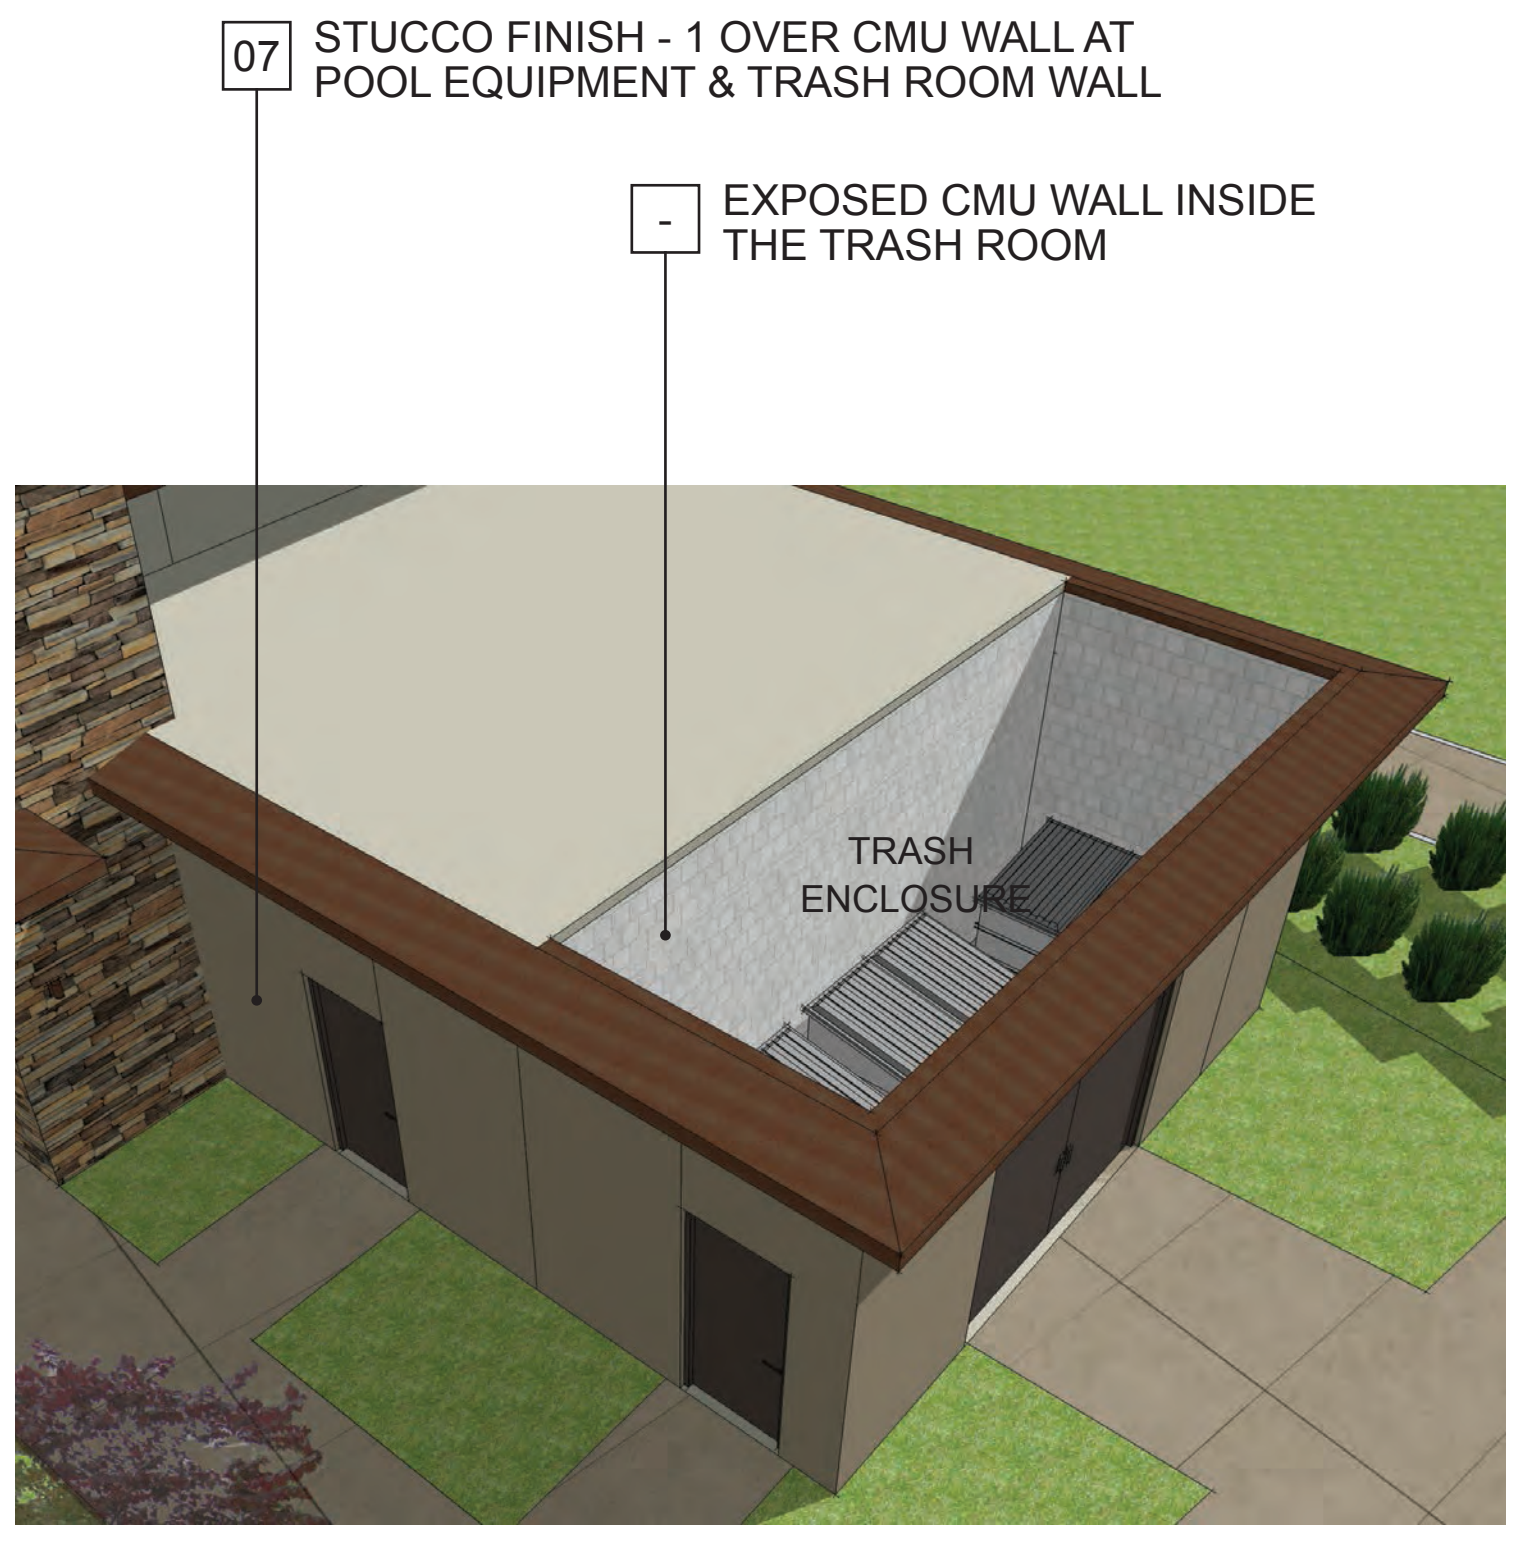 07
STUCCO FINISH - 1 OVER CMU WALL AT
POOL EQUIPMENT & TRASH ROOM WALL
-
EXPOSED CMU WALL INSIDE
THE TRASH ROOM
TRASH
ENCLOSURE